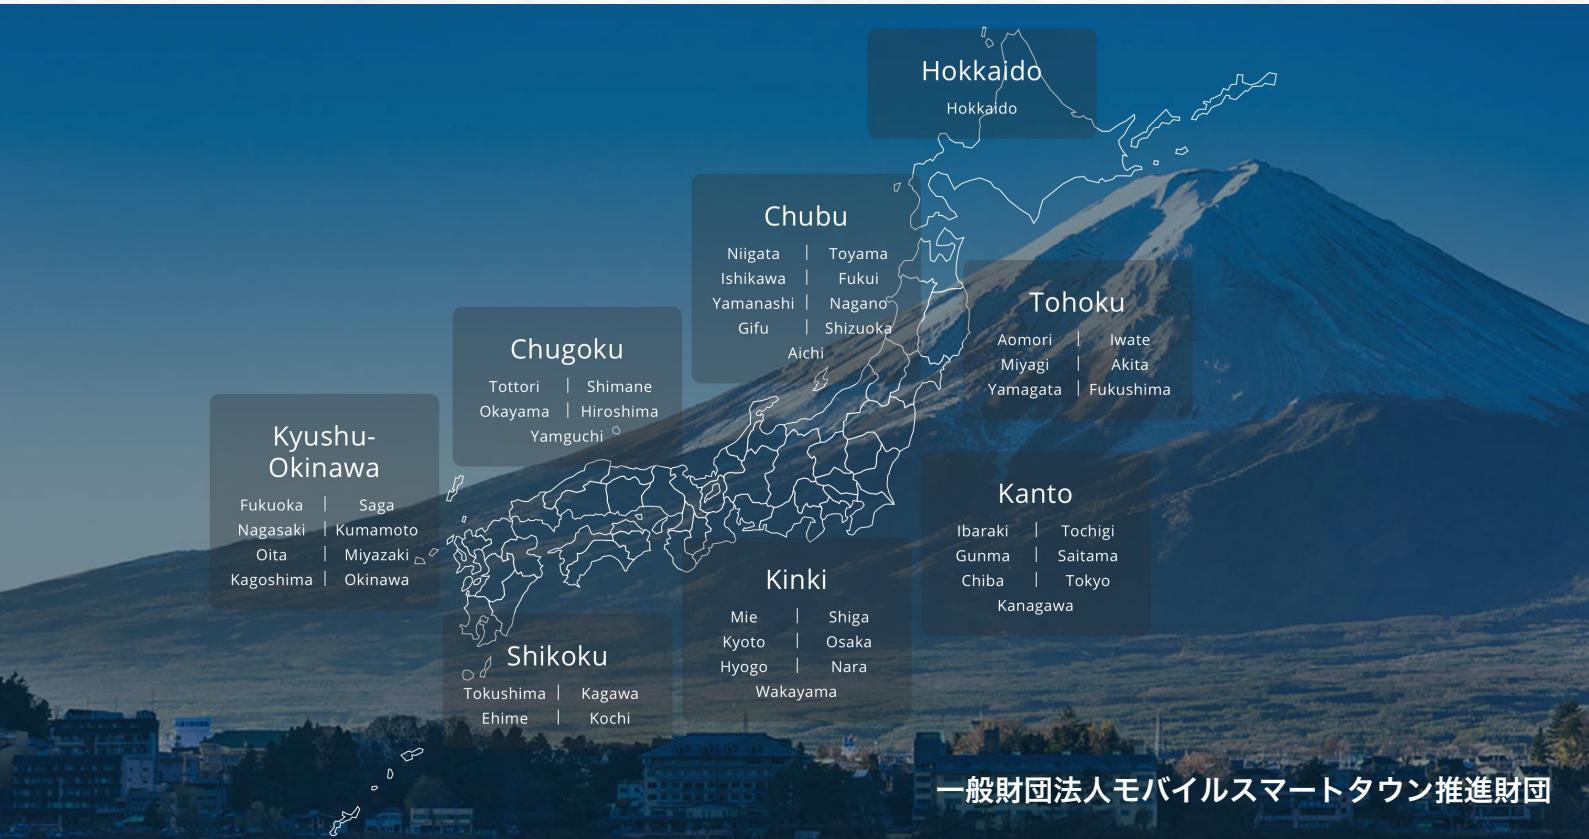 Hokkaido
Hokkaido
Chubu
Niigata | Toyama
Ishikawa | Fukui
Yamanashi | Nagano
Gifu | Shizuoka
Aichi
Tohoku
Aomori | Iwate
Miyagi | Akita
Yamagata | Fukushima
Chugoku
Tottori | Shimane
Okayama | Hiroshima
Yamguchi
Kyushu-
Okinawa
Fukuoka | Saga
Nagasaki | Kumamoto
Oita | Miyazaki
Kagoshima | Okinawa
Kanto
Ibaraki | Tochigi
Gunma | Saitama
Chiba | Tokyo
Kanagawa
Kinki
Mie | Shiga
Kyoto | Osaka
Hyogo | Nara
Wakayama
Shikoku
Tokushima | Kagawa
Ehime | Kochi
一般財団法人モバイルスマートタウン推進財団